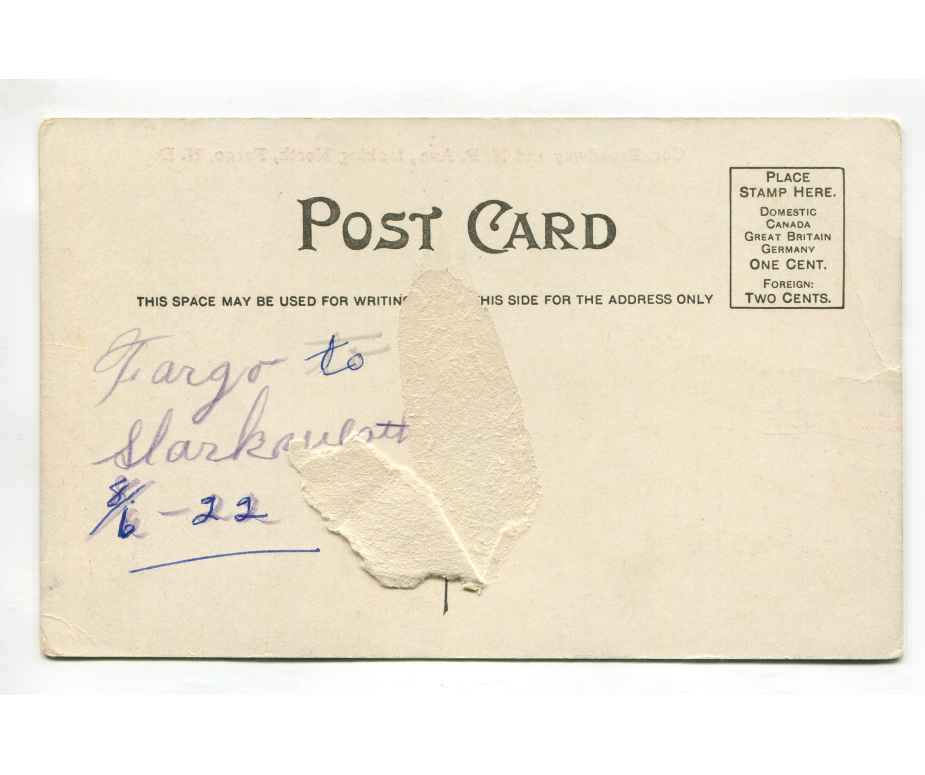 POST CARD
PLACE
STAMP HERE.
DOMESTIC
CANADA
GREAT BRITAIN
GERMANY
ONE CENT.
FOREIGN:
TWO CENTS.
THIS SPACE MAY BE USED FOR WRITING
THIS SIDE FOR THE ADDRESS ONLY
Fargo to
8/6-22